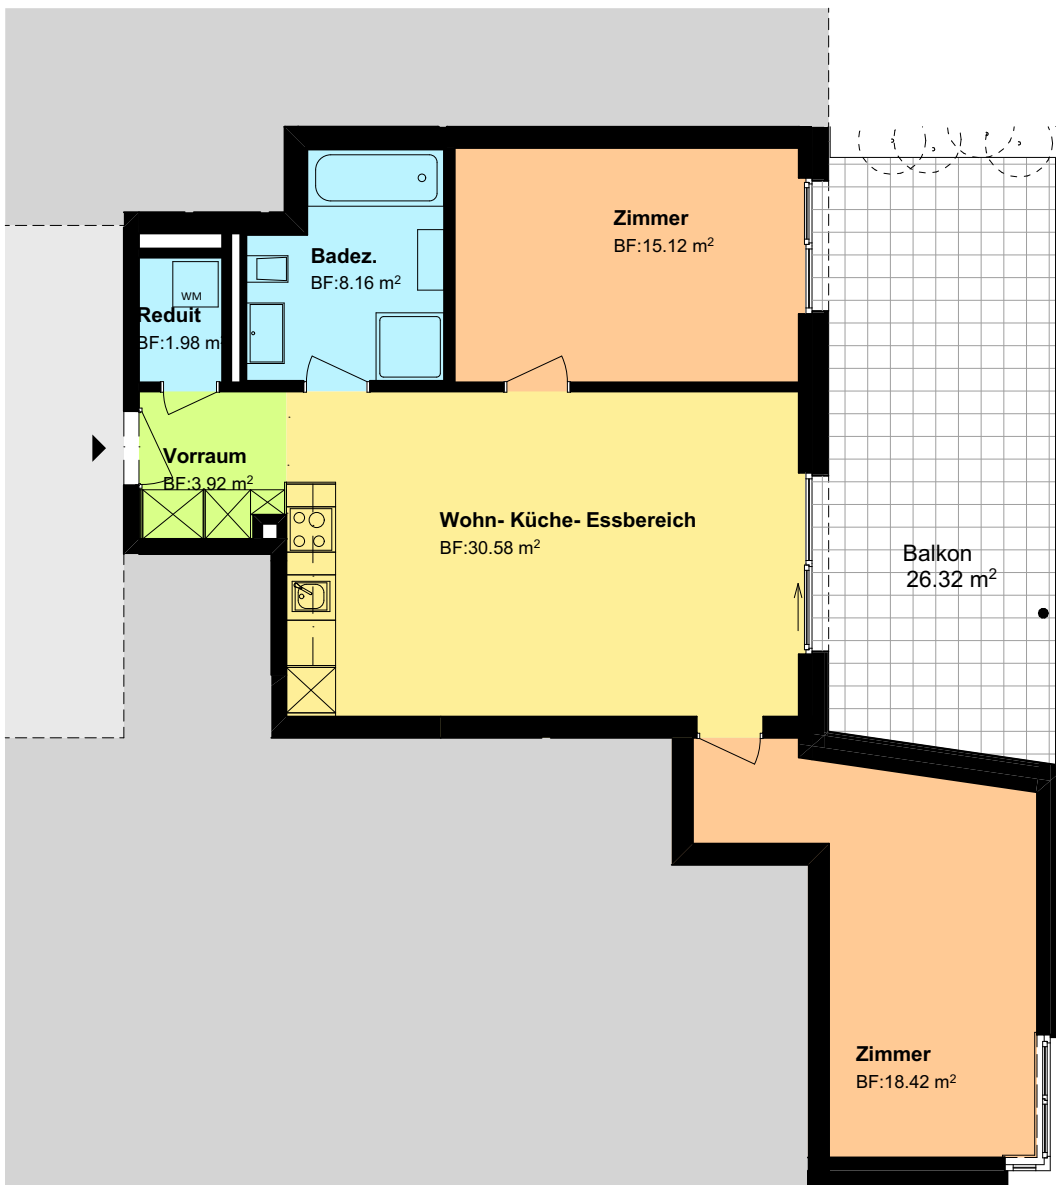 Zimmer
BF:15.12 m²
Badez.
BF:8.16 m²
WM
Reduit
BF:1.98 m
Vorraum
BF:3.92 m²
Wohn- Küche- Essbereich
BF:30.58 m²
Balkon
26.32 m²
Zimmer
BF:18.42 m²